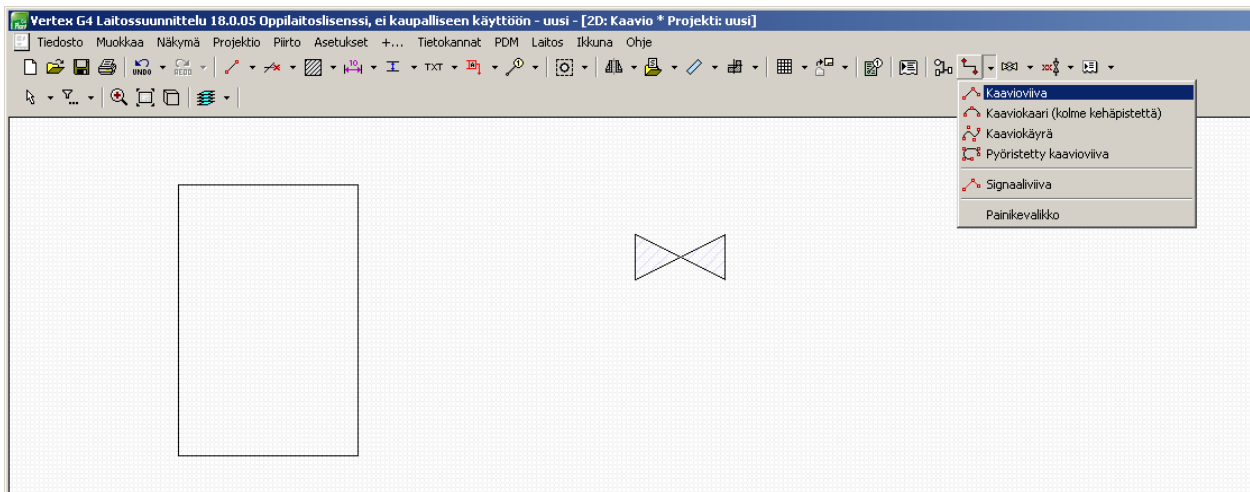 Vertex G4 Laitossuunnittelu 18.0.05 Oppilaitoslisenssi, ei kaupalliseen käyttöön - uusi - [2D: Kaavio * Projekti: uusi]
Tiedosto Muokkaa Näkymä Projektio Piirto Asetukset +... Tietokannat PDM Laitos Ikkuna Ohje
UNDO REDO 10 TXT
Kaavioviiva
Kaaviokaari (kolme kehäpistettä)
Kaaviokäyrä
Pyöristetty kaavioviiva
Signaaliviiva
Painikevalikko